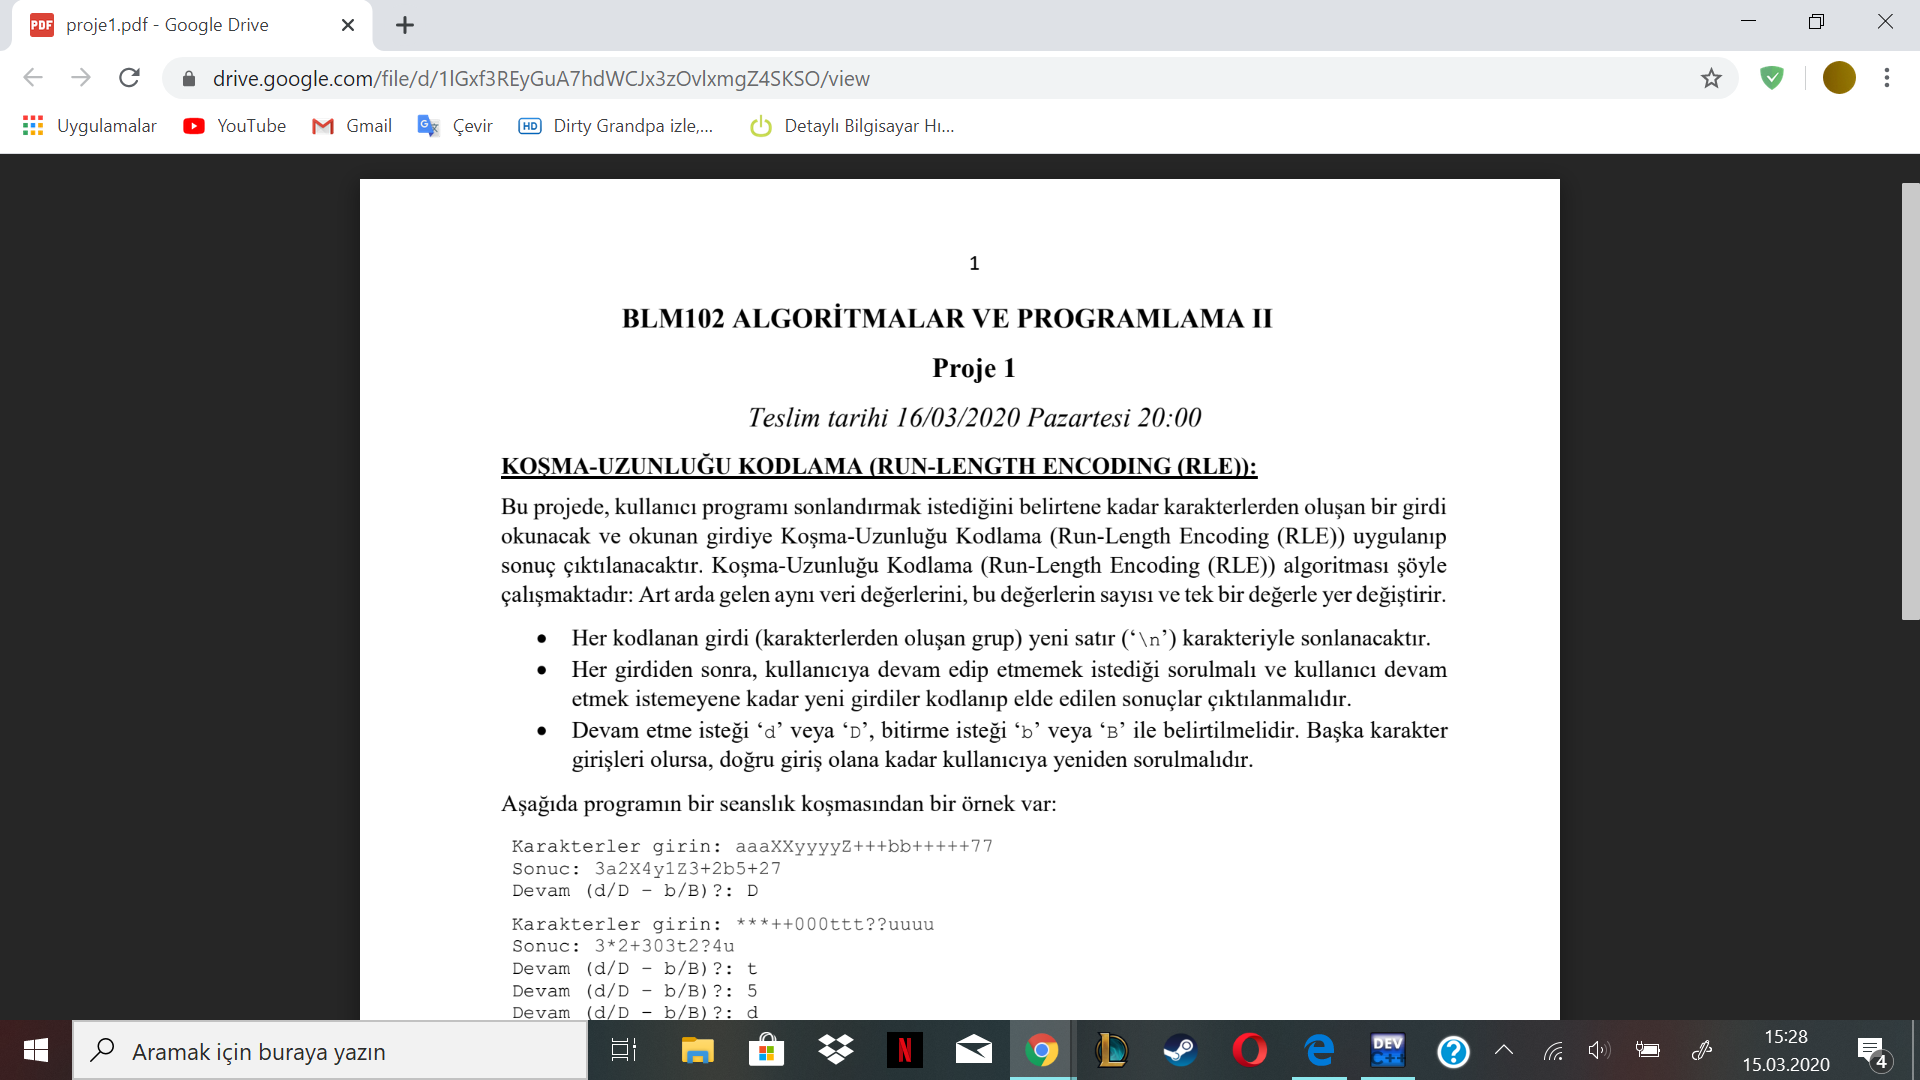 proje1.pdf - Google Drive
drive.google.com/file/d/1lGxf3REyGuA7hdWCJx3zOvlxmgZ4SKSO/view
Uygulamalar YouTube Gmail Çevir Dirty Grandpa izle,... Detaylı Bilgisayar Hı...
1
BLM102 ALGORİTMALAR VE PROGRAMLAMA II
Proje 1
Teslim tarihi 16/03/2020 Pazartesi 20:00
KOŞMA-UZUNLUĞU KODLAMA (RUN-LENGTH ENCODING (RLE)):
Bu projede, kullanıcı programı sonlandırmak istediğini belirtene kadar karakterlerden oluşan bir girdi
okunacak ve okunan girdiye Koşma-Uzunluğu Kodlama (Run-Length Encoding (RLE)) uygulanıp
sonuç çıktılanacaktır. Koşma-Uzunluğu Kodlama (Run-Length Encoding (RLE)) algoritması şöyle
çalışmaktadır: Art arda gelen aynı veri değerlerini, bu değerlerin sayısı ve tek bir değerle yer değiştirir.
• Her kodlanan girdi (karakterlerden oluşan grup) yeni satır (‘\n’) karakteriyle sonlanacaktır.
• Her girdiden sonra, kullanıcıya devam edip etmemek istediği sorulmalı ve kullanıcı devam
etmek istemeyene kadar yeni girdiler kodlanıp elde edilen sonuçlar çıktılanmalıdır.
• Devam etme isteği ‘d’ veya ‘D’, bitirme isteği ‘b’ veya ‘B’ ile belirtilmelidir. Başka karakter
girişleri olursa, doğru giriş olana kadar kullanıcıya yeniden sorulmalıdır.
Aşağıda programın bir seanslık koşmasından bir örnek var:
Karakterler girin: aaaXXyyyyZ+++bb+++++77
Sonuc: 3a2X4y1Z3+2b5+27
Devam (d/D - b/B)?: D
Karakterler girin: ***++000ttt??uuuu
Sonuc: 3*2+303t2?4u
Devam (d/D - b/B)?: t
Devam (d/D - b/B)?: 5
Devam (d/D - b/B)?: d
Aramak için buraya yazın
DEV C++
15:28
15.03.2020
4